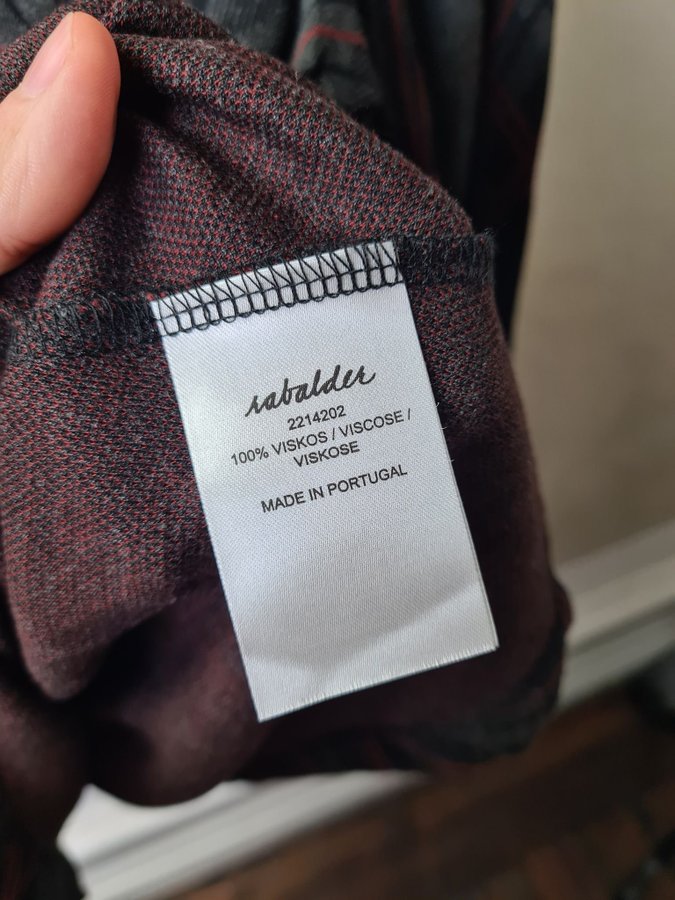 rabalder
2214202
100% VISKOS / VISCOSE /
VISKOSE
MADE IN PORTUGAL